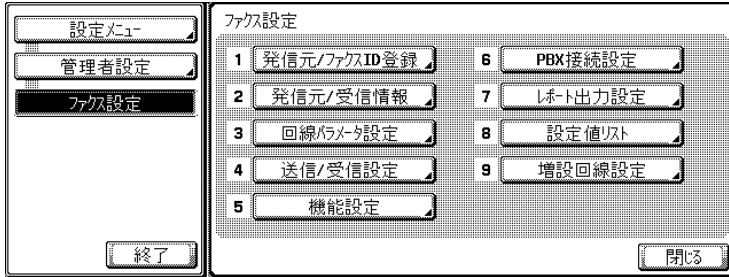 設定ﾒﾆｭｰ
管理者設定
ﾌｧｸｽ設定
終了
ﾌｧｸｽ設定
1 発信元/ﾌｧｸｽID登録
2 発信元/受信情報
3 回線ﾊﾟﾗﾒｰﾀ設定
4 送信/受信設定
5 機能設定
6 PBX接続設定
7 ﾚﾎﾟｰﾄ出力設定
8 設定値ﾘｽﾄ
9 増設回線設定
閉じる